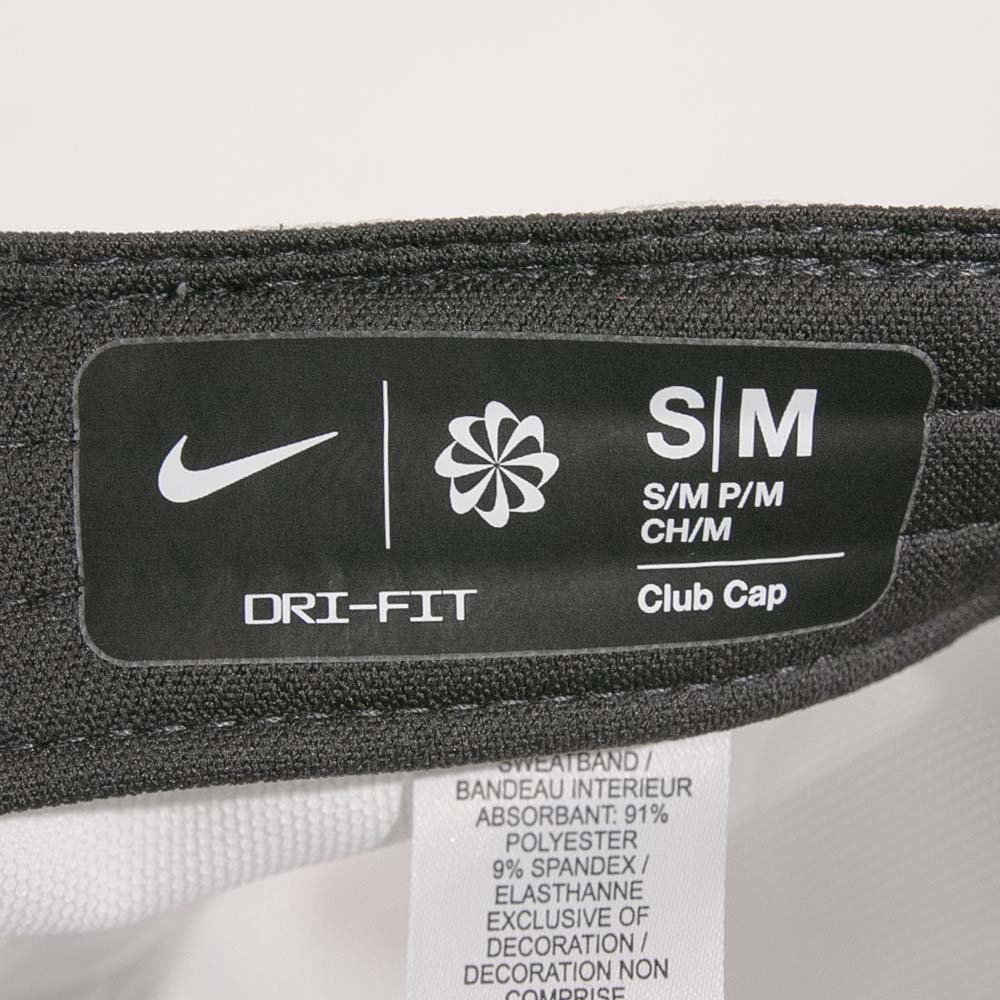 S|M
S/M P/M
CH/M
Club Cap
DRI-FIT
SWEATBAND /
BANDEAU INTERIEUR
ABSORBANT: 91%
POLYESTER
9% SPANDEX /
ELASTHANNE
EXCLUSIVE OF
DECORATION /
DECORATION NON
COMPRISE